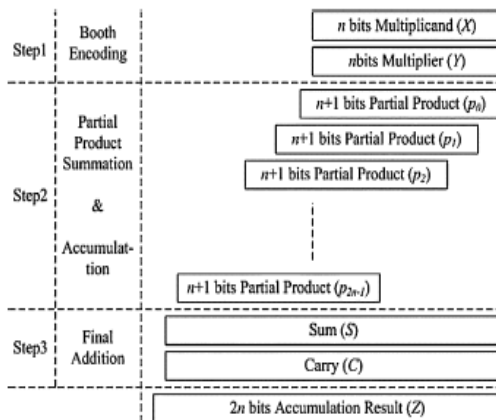 n bits Multiplicand (X)
Step1
Booth
Encoding
nbits Multiplier (Y)
n+1 bits Partial Product (p0)
n+1 bits Partial Product (p1)
n+1 bits Partial Product (p2)
Step2
Partial
Product
Summation
&
Accumulat-
tion
n+1 bits Partial Product (p2n-1)
Step3
Final
Addition
Sum (S)
Carry (C)
2n bits Accumulation Result (Z)